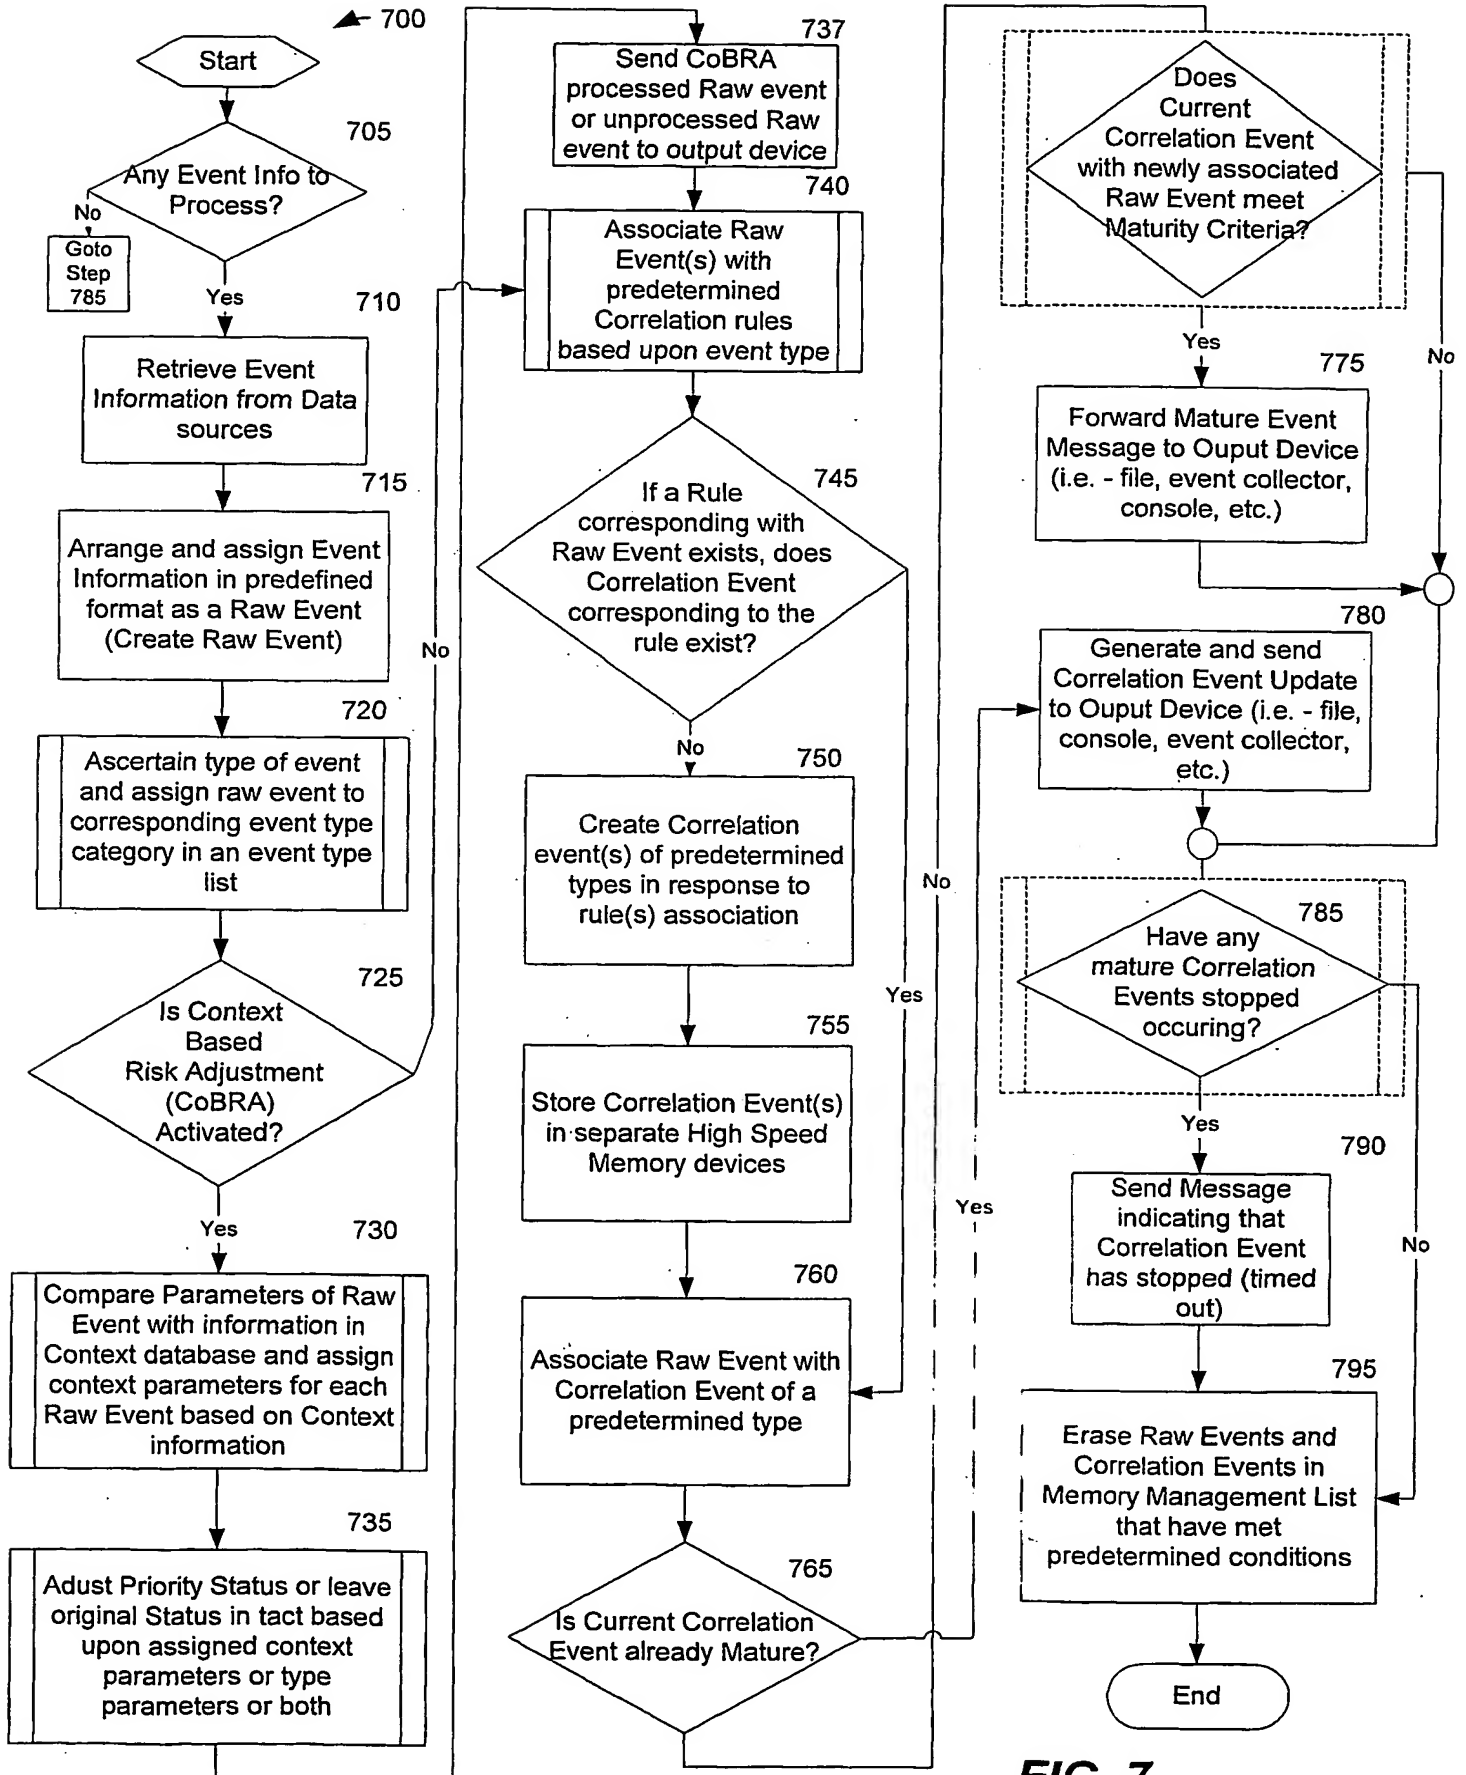 700
Start
705
Any Event Info to
Process?
No
Goto
Step
785
Yes
710
Retrieve Event
Information from Data
sources
715
Arrange and assign Event
Information in predefined
format as a Raw Event
(Create Raw Event)
720
Ascertain type of event
and assign raw event to
corresponding event type
category in an event type
list
725
Is Context
Based
Risk Adjustment
(CoBRA)
Activated?
No
Yes
730
Compare Parameters of Raw
Event with information in
Context database and assign
context parameters for each
Raw Event based on Context
information
735
Adust Priority Status or leave
original Status in tact based
upon assigned context
parameters or type
parameters or both
737
Send CoBRA
processed Raw event
or unprocessed Raw
event to output device
740
Associate Raw
Event(s) with
predetermined
Correlation rules
based upon event type
745
If a Rule
corresponding with
Raw Event exists, does
Correlation Event
corresponding to the
rule exist?
No
Yes
750
Create Correlation
event(s) of predetermined
types in response to
rule(s) association
755
Store Correlation Event(s)
in separate High Speed
Memory devices
760
Associate Raw Event with
Correlation Event of a
predetermined type
765
Is Current Correlation
Event already Mature?
No
Yes
Does
Current
Correlation Event
with newly associated
Raw Event meet
Maturity Criteria?
Yes
No
775
Forward Mature Event
Message to Ouput Device
(i.e. - file, event collector,
console, etc.)
780
Generate and send
Correlation Event Update
to Ouput Device (i.e. - file,
console, event collector,
etc.)
785
Have any
mature Correlation
Events stopped
occuring?
Yes
No
790
Send Message
indicating that
Correlation Event
has stopped (timed
out)
795
Erase Raw Events and
Correlation Events in
Memory Management List
that have met
predetermined conditions
End
FIG. 7